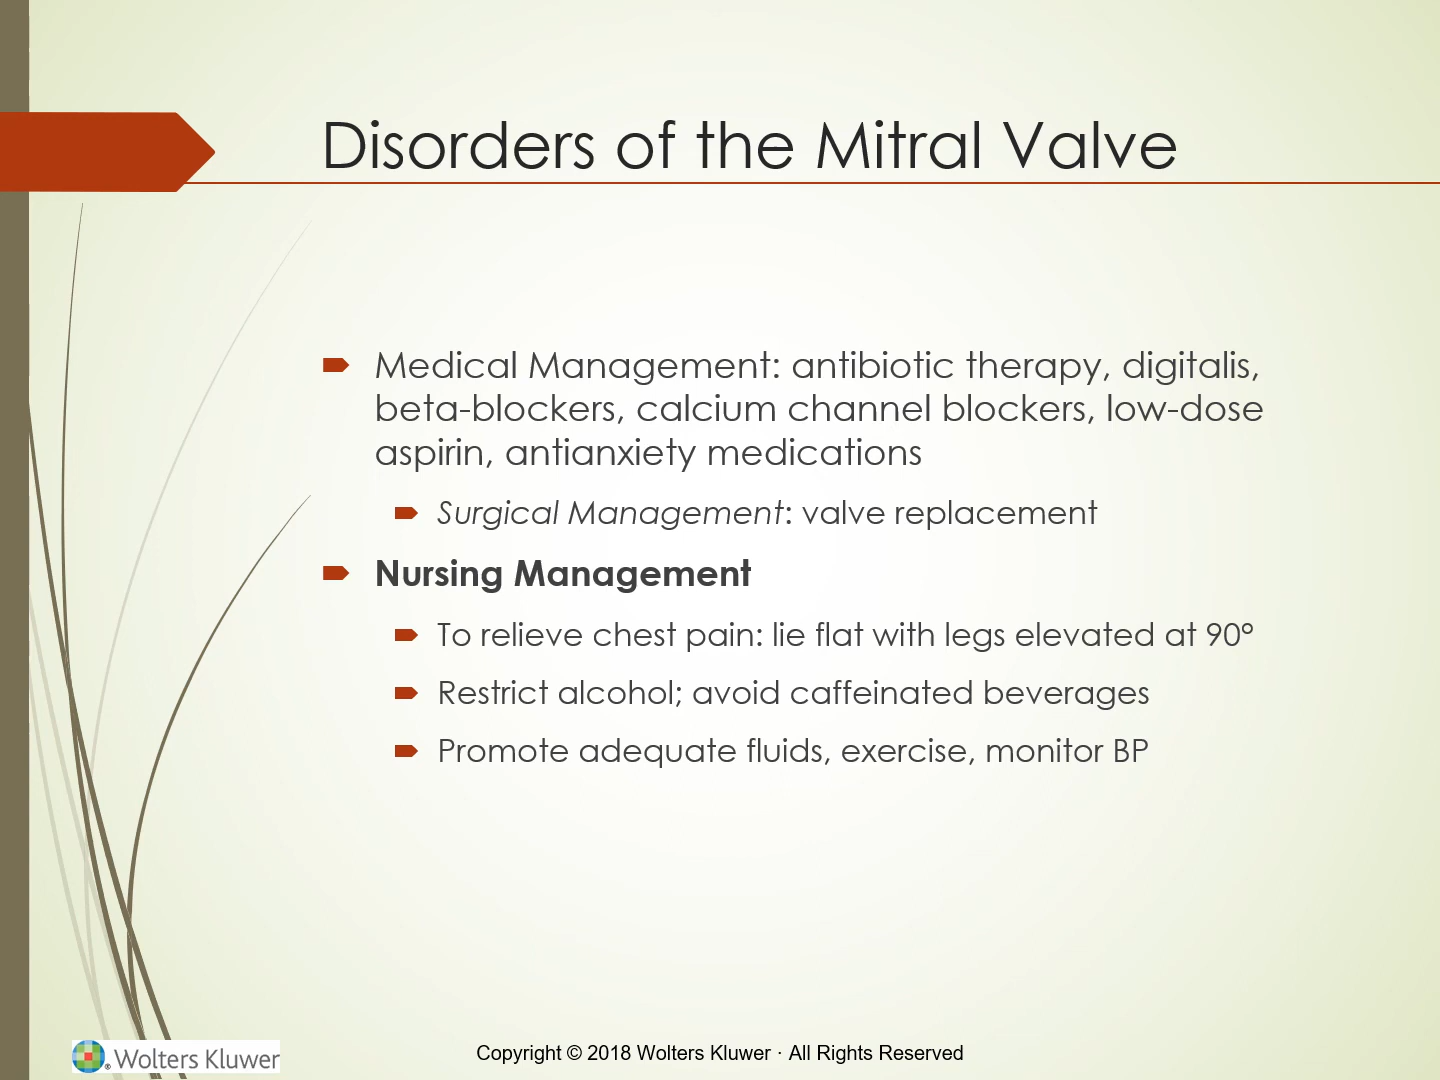 Disorders of the Mitral Valve
Medical Management: antibiotic therapy, digitalis,
beta-blockers, calcium channel blockers, low-dose
aspirin, antianxiety medications
Surgical Management: valve replacement
Nursing Management
To relieve chest pain: lie flat with legs elevated at 90º
Restrict alcohol; avoid caffeinated beverages
Promote adequate fluids, exercise, monitor BP
® Wolters Kluwer
Copyright © 2018 Wolters Kluwer · All Rights Reserved